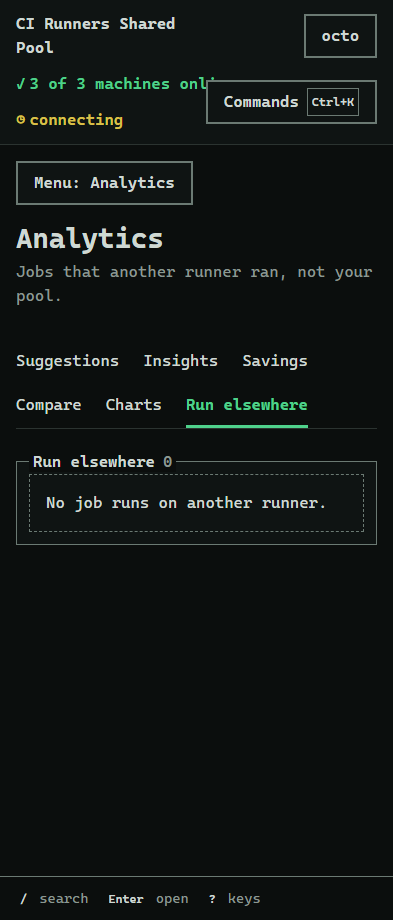 CI Runners Shared
Pool
octo
✓ 3 of 3 machines
connecting
Commands Ctrl+K
Menu: Analytics
Analytics
Jobs that another runner ran, not your
pool.
Suggestions Insights Savings
Compare Charts Run elsewhere
Run elsewhere 0
No job runs on another runner.
/ search Enter open ? keys